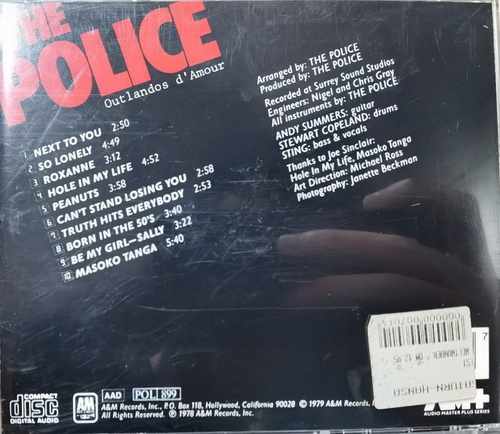 THE
POLICE
Outlandos d'Amour
1 NEXT TO YOU 2:50
2 SO LONELY 4:49
3 ROXANNE 3:12
4 HOLE IN MY LIFE 4:52
5 PEANUTS 3:58
6 CAN'T STAND LOSING YOU 2:58
7 TRUTH HITS EVERYBODY 2:53
8 BORN IN THE 50'S 3:40
9 BE MY GIRL—SALLY 3:22
10 MASOKO TANGA 5:40
Arranged by: THE POLICE
Produced by: THE POLICE
Recorded at Surrey Sound Studios
Engineers: Nigel and Chris Gray
All instruments by: THE POLICE
ANDY SUMMERS: guitar
STEWART COPELAND: drums
STING: bass & vocals
Thanks to Joe Sinclair:
Hole In My Life, Masoko Tanga
Art Direction: Michael Ross
Photography: Janette Beckman
7
SATURN-HANSA
COMPACT
disc
DIGITAL AUDIO
A&M
RECORDS
AAD
POL 899
A&M Records, Inc., P.O. Box 118, Hollywood, California 90028 © 1979 A&M Records, Inc.
All Rights Reserved. ℗ 1978 A&M Records, Inc.
AUDIO MASTER PLUS SERIES